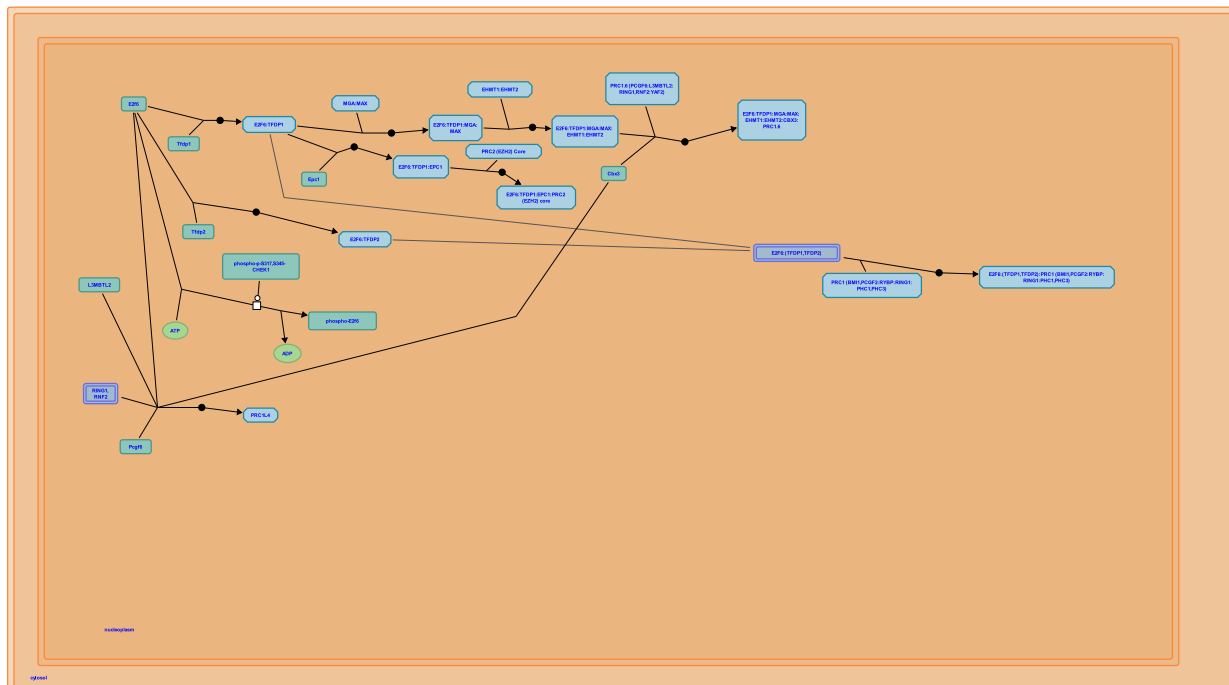 E2f6
Tfdp1
E2F6:TFDP1
MGA:MAX
EHMT1:EHMT2
E2F6:TFDP1:MGA:
MAX
E2F6:TFDP1:MGA:MAX:
EHMT1:EHMT2
PRC1.6 (PCGF6:L3MBTL2:
RING1,RNF2:YAF2)
E2F6:TFDP1:MGA:MAX:
EHMT1:EHMT2:CBX3:
PRC1.6
Epc1
E2F6:TFDP1:EPC1
PRC2 (EZH2) Core
E2F6:TFDP1:EPC1:PRC2
(EZH2) core
Cbx3
Tfdp2
E2F6:TFDP2
E2F6:(TFDP1,TFDP2)
PRC1 (BMI1,PCGF2:RYBP:RING1:
PHC1,PHC3)
E2F6:(TFDP1,TFDP2):PRC1 (BMI1,PCGF2:RYBP:
RING1:PHC1,PHC3)
phospho-p-S317,S345-
CHEK1
L3MBTL2
ATP
phospho-E2f6
ADP
RING1,
RNF2
PRC1L4
Pcgf6
nucleoplasm
cytosol